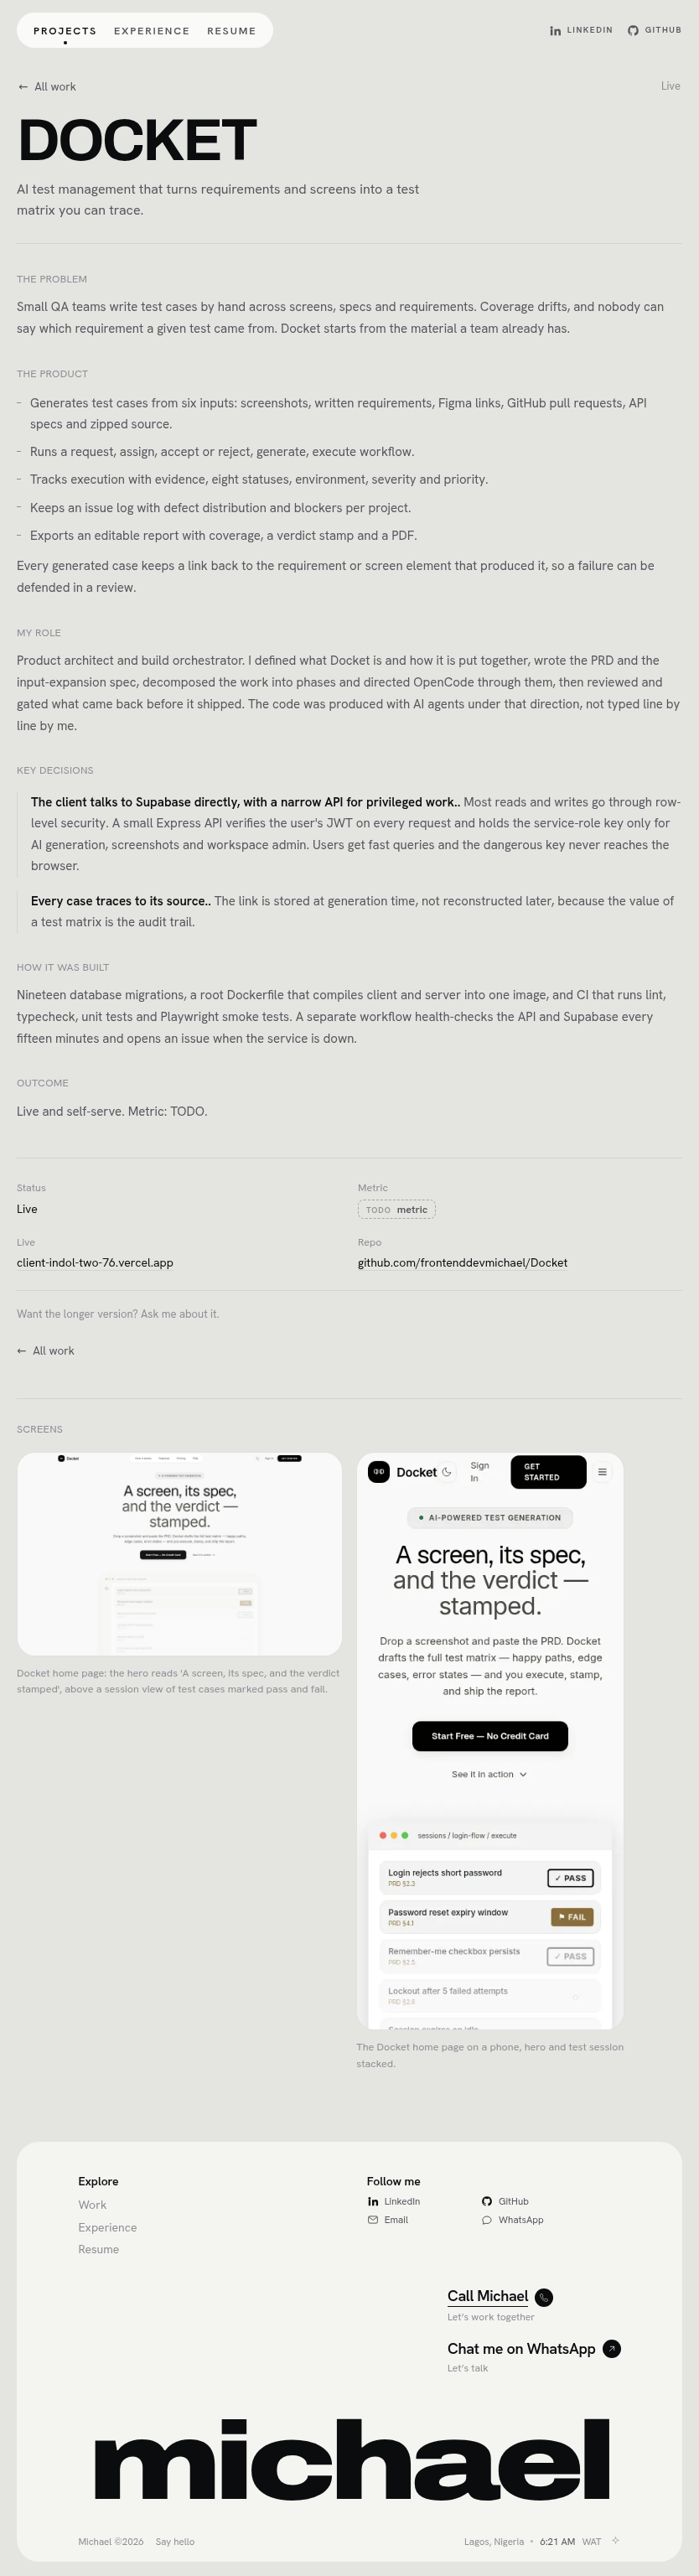 PROJECTS EXPERIENCE RESUME
LINKEDIN GITHUB
← All work
Live
DOCKET
AI test management that turns requirements and screens into a test
matrix you can trace.
THE PROBLEM
Small QA teams write test cases by hand across screens, specs and requirements. Coverage drifts, and nobody can
say which requirement a given test came from. Docket starts from the material a team already has.
THE PRODUCT
– Generates test cases from six inputs: screenshots, written requirements, Figma links, GitHub pull requests, API
specs and zipped source.
– Runs a request, assign, accept or reject, generate, execute workflow.
– Tracks execution with evidence, eight statuses, environment, severity and priority.
– Keeps an issue log with defect distribution and blockers per project.
– Exports an editable report with coverage, a verdict stamp and a PDF.
Every generated case keeps a link back to the requirement or screen element that produced it, so a failure can be
defended in a review.
MY ROLE
Product architect and build orchestrator. I defined what Docket is and how it is put together, wrote the PRD and the
input-expansion spec, decomposed the work into phases and directed OpenCode through them, then reviewed and
gated what came back before it shipped. The code was produced with AI agents under that direction, not typed line by
line by me.
KEY DECISIONS
The client talks to Supabase directly, with a narrow API for privileged work.. Most reads and writes go through row-
level security. A small Express API verifies the user's JWT on every request and holds the service-role key only for
AI generation, screenshots and workspace admin. Users get fast queries and the dangerous key never reaches the
browser.
Every case traces to its source.. The link is stored at generation time, not reconstructed later, because the value of
a test matrix is the audit trail.
HOW IT WAS BUILT
Nineteen database migrations, a root Dockerfile that compiles client and server into one image, and CI that runs lint,
typecheck, unit tests and Playwright smoke tests. A separate workflow health-checks the API and Supabase every
fifteen minutes and opens an issue when the service is down.
OUTCOME
Live and self-serve. Metric: TODO.
Status
Live
Metric
TODO metric
Live
client-indol-two-76.vercel.app
Repo
github.com/frontenddevmichael/Docket
Want the longer version? Ask me about it.
← All work
SCREENS
Docket
A screen, its spec,
and the verdict —
stamped.
Docket home page: the hero reads 'A screen, its spec, and the verdict
stamped', above a session view of test cases marked pass and fail.
Docket
Sign
In
GET
STARTED
AI-POWERED TEST GENERATION
A screen, its spec,
and the verdict —
stamped.
Drop a screenshot and paste the PRD. Docket
drafts the full test matrix — happy paths, edge
cases, error states — and you execute, stamp,
and ship the report.
Start Free — No Credit Card
See it in action
sessions / login-flow / execute
Login rejects short password
PRD §2.3
✓ PASS
Password reset expiry window
PRD §4.1
FAIL
Remember-me checkbox persists
PRD §2.5
✓ PASS
Lockout after 5 failed attempts
PRD §2.8
The Docket home page on a phone, hero and test session
stacked.
Explore
Work
Experience
Resume
Follow me
LinkedIn GitHub
Email WhatsApp
Call Michael
Let's work together
Chat me on WhatsApp
Let's talk
michael
Michael ©2026 Say hello
Lagos, Nigeria • 6:21 AM WAT